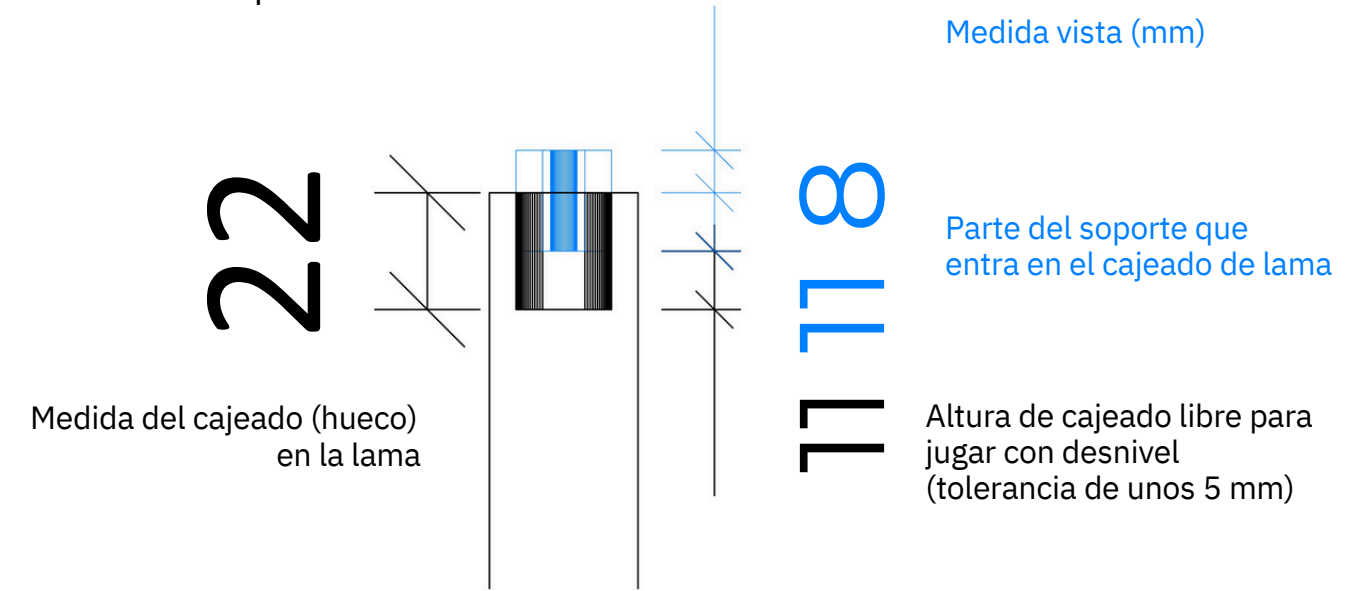 Medida vista (mm)
22
8
Parte del soporte que
entra en el cajeado de lama
11
Medida del cajeado (hueco)
en la lama
11
Altura de cajeado libre para
jugar con desnivel
(tolerancia de unos 5 mm)